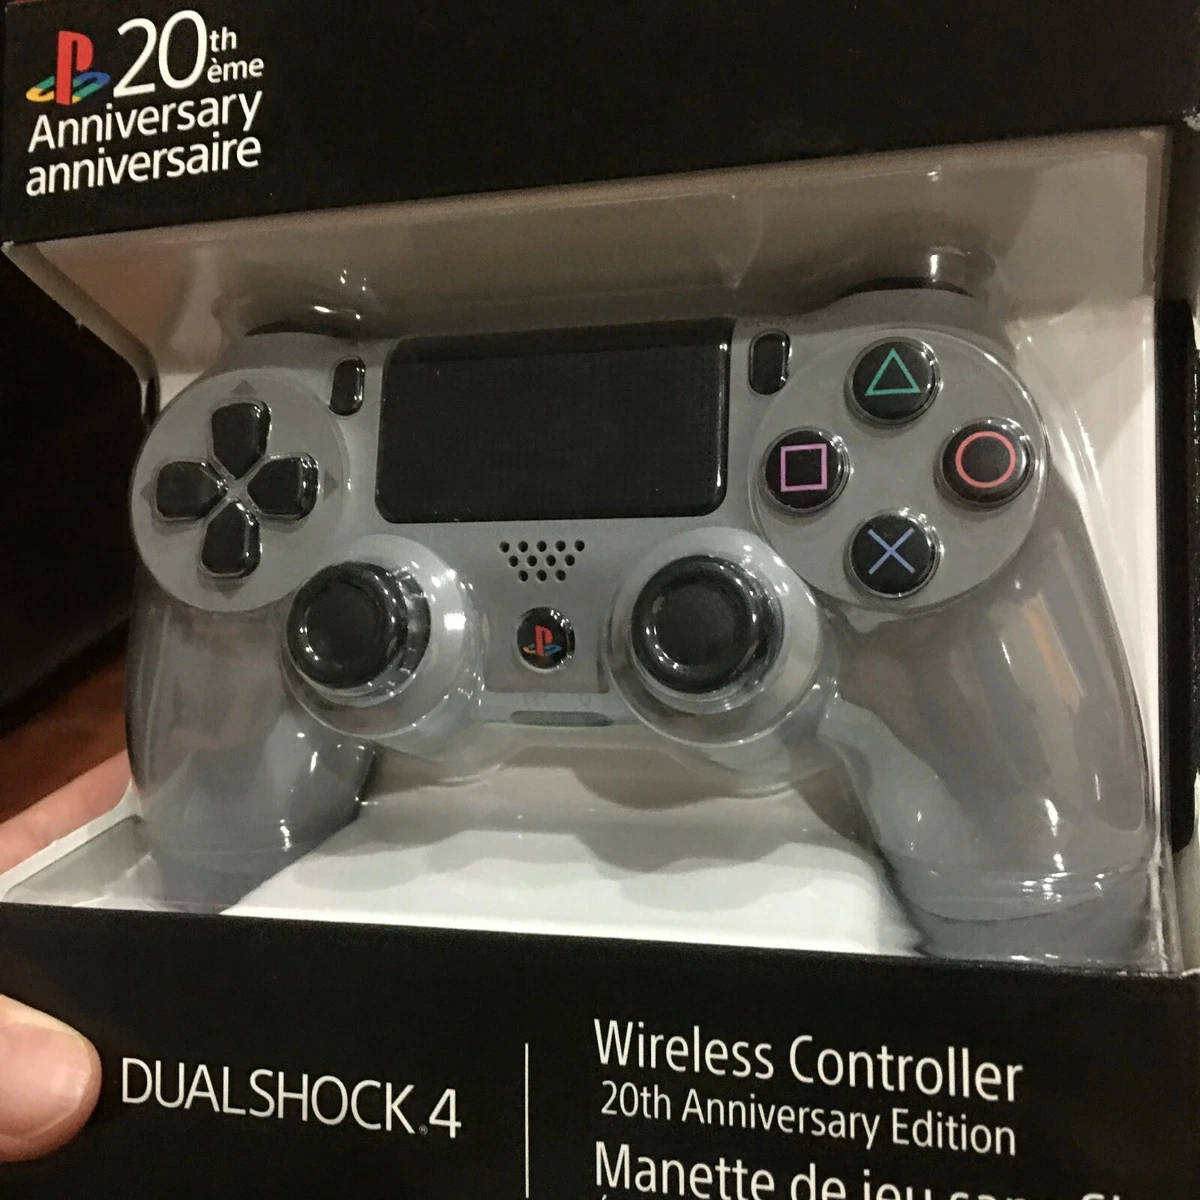 20th
ème
Anniversary
anniversaire
DUALSHOCK®4
Wireless Controller
20th Anniversary Edition
Manette de jeu